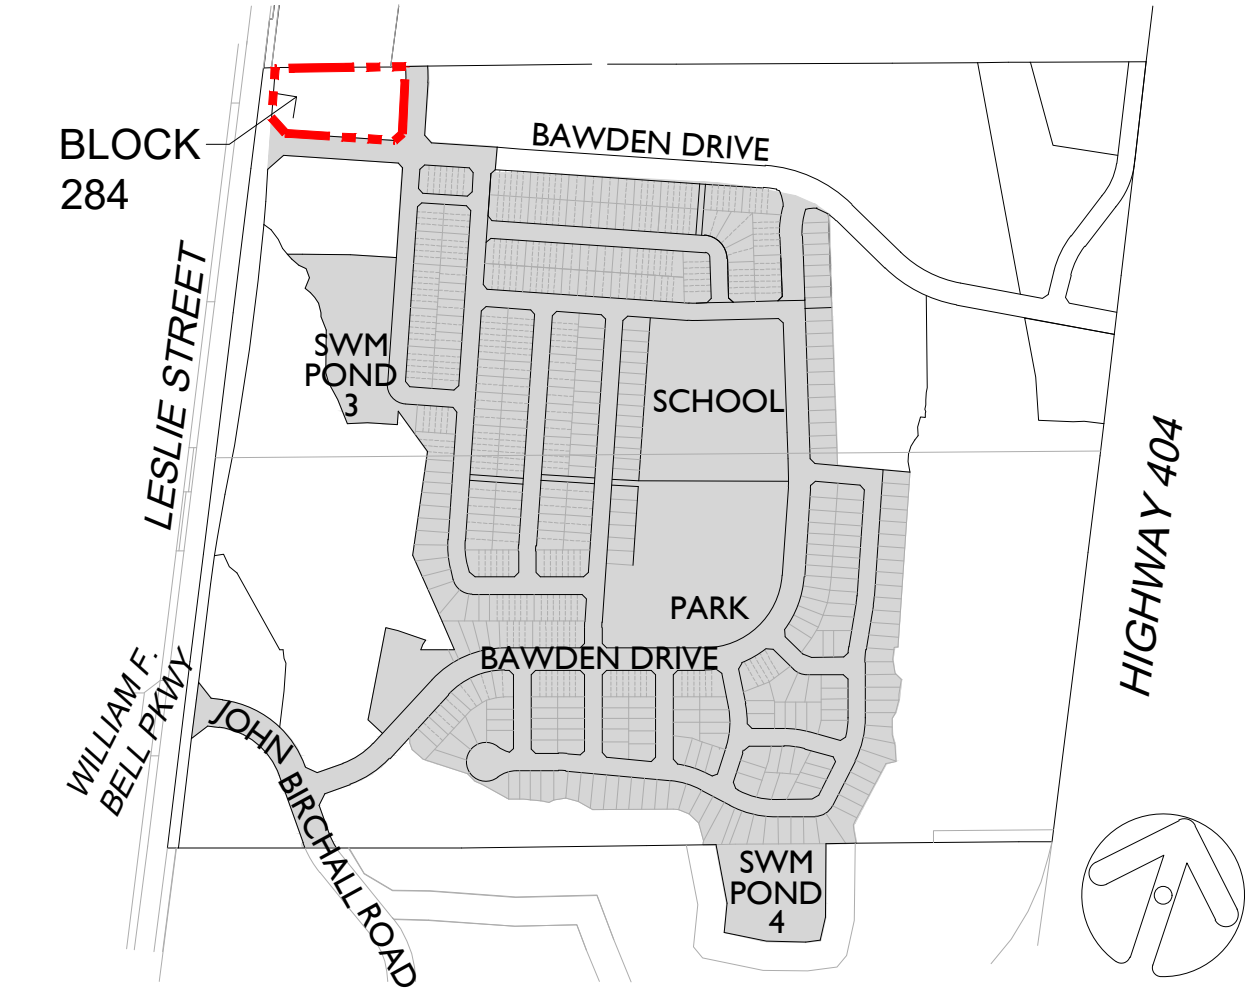 BLOCK
284
BAWDEN DRIVE
LESLIE STREET
SWM
POND
3
SCHOOL
HIGHWAY 404
PARK
BAWDEN DRIVE
WILLIAM F.
BELL PKWY
JOHN BIRCHALL ROAD
SWM
POND
4